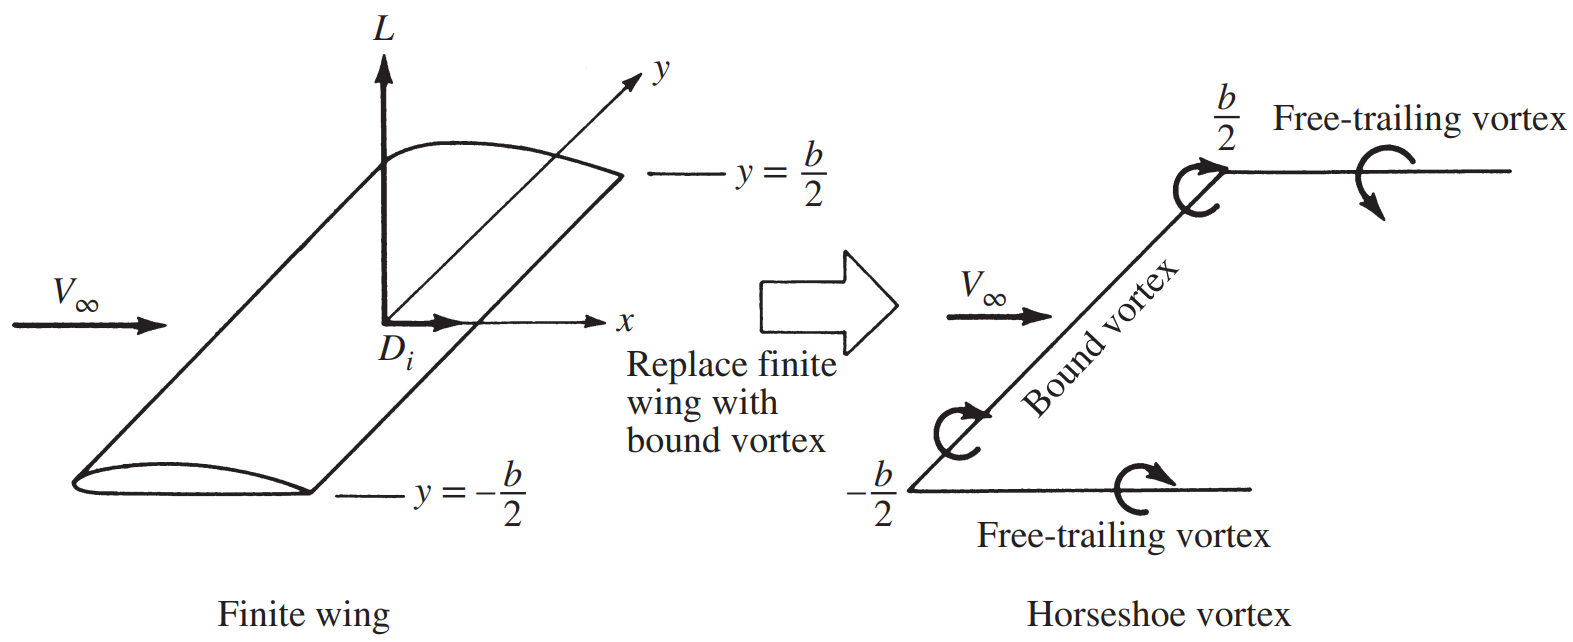 L
y
y = b/2
V∞
x
D_i
y = −b/2
Finite wing
Replace finite
wing with
bound vortex
b/2
Free-trailing vortex
V∞
Bound vortex
−b/2
Free-trailing vortex
Horseshoe vortex